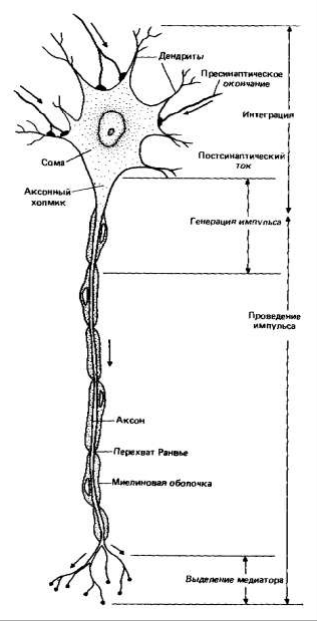 Дендриты
Пресинаптическое
окончание
Интеграция
Сома
Постсинаптический
ток
Аксонный
холмик
Генерация импульса
Проведение
импульса
Аксон
Перехват Ранвье
Миелиновая оболочка
Выделение медиатора